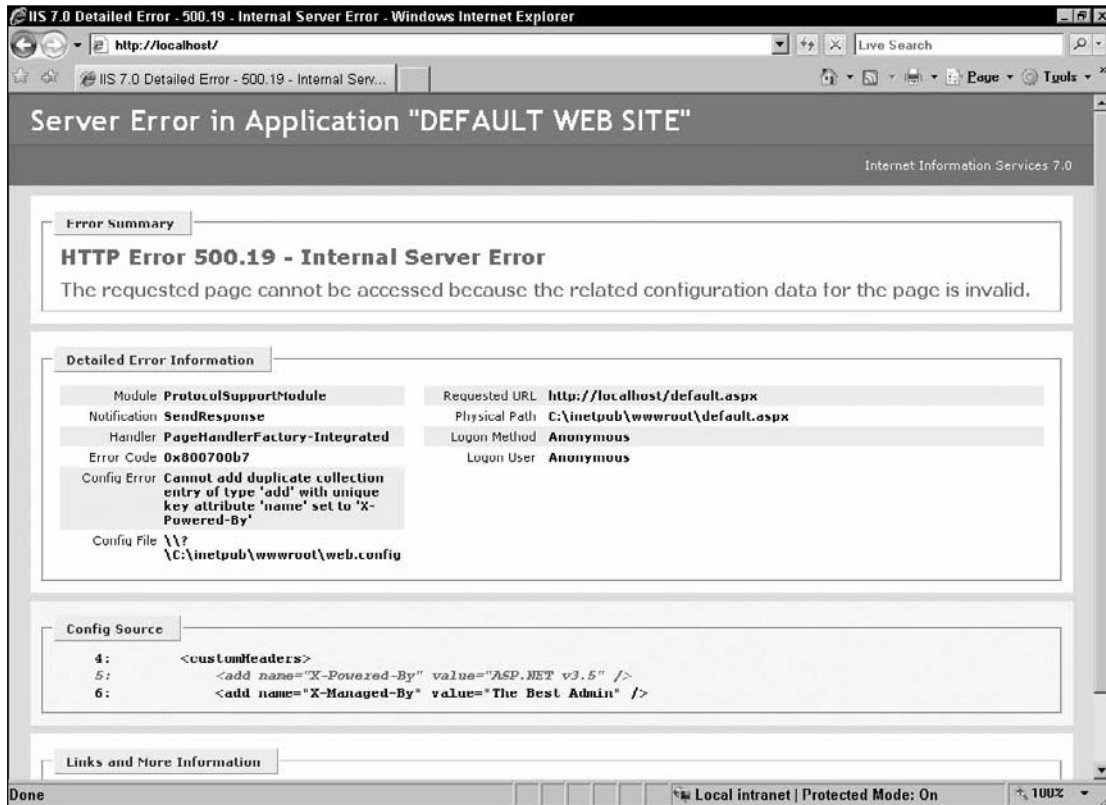 IIS 7.0 Detailed Error - 500.19 - Internal Server Error - Windows Internet Explorer
http://localhost/
Live Search
IIS 7.0 Detailed Error - 500.19 - Internal Serv...
Page
Tools
Server Error in Application "DEFAULT WEB SITE"
Internet Information Services 7.0
Error Summary
HTTP Error 500.19 - Internal Server Error
The requested page cannot be accessed because the related configuration data for the page is invalid.
Detailed Error Information
Module ProtocolSupportModule
Notification SendResponse
Handler PageHandlerFactory-Integrated
Error Code 0x800700b7
Config Error Cannot add duplicate collection
entry of type 'add' with unique
key attribute 'name' set to 'X-
Powered-By'
Config File \\?
\C:\inetpub\wwwroot\web.config
Requested URL http://localhost/default.aspx
Physical Path C:\inetpub\wwwroot\default.aspx
Logon Method Anonymous
Logon User Anonymous
Config Source
4: <customHeaders>
5: <add name="X-Powered-By" value="ASP.NET v3.5" />
6: <add name="X-Managed-By" value="The Best Admin" />
Links and More Information
Done
Local intranet | Protected Mode: On
100%